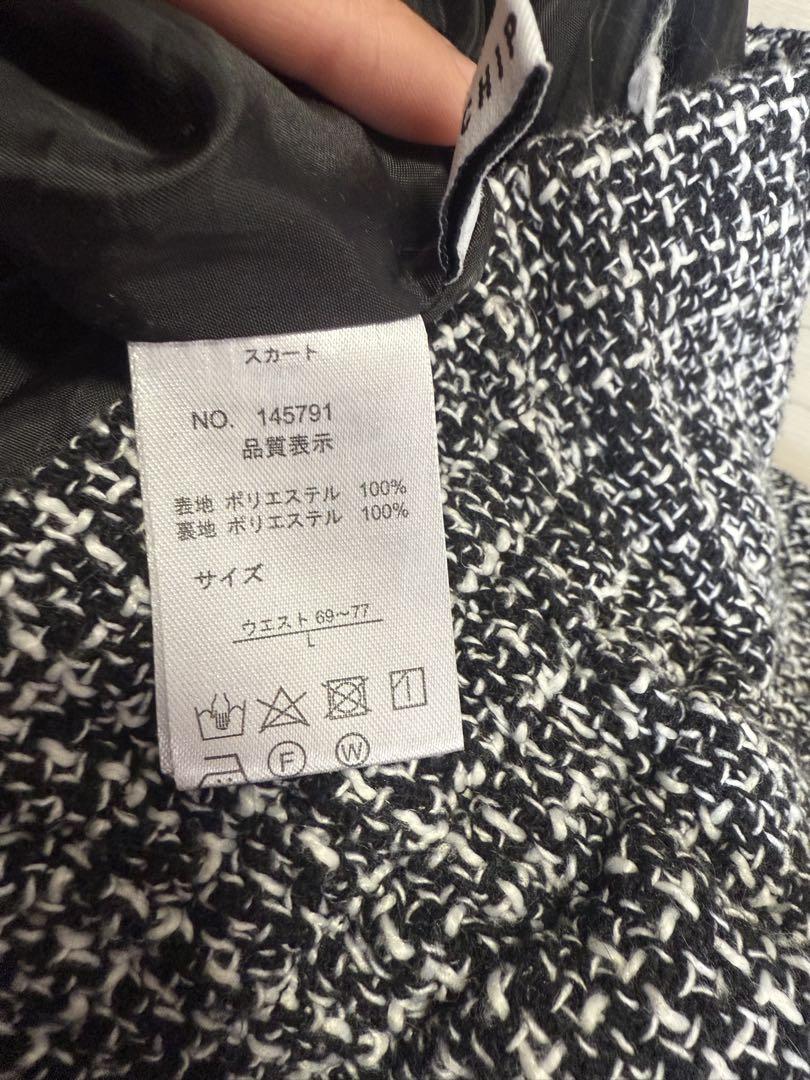 CHIP
スカート
NO. 145791
品質表示
表地 ポリエステル 100%
裏地 ポリエステル 100%
サイズ
ウエスト 69~77
L
F W